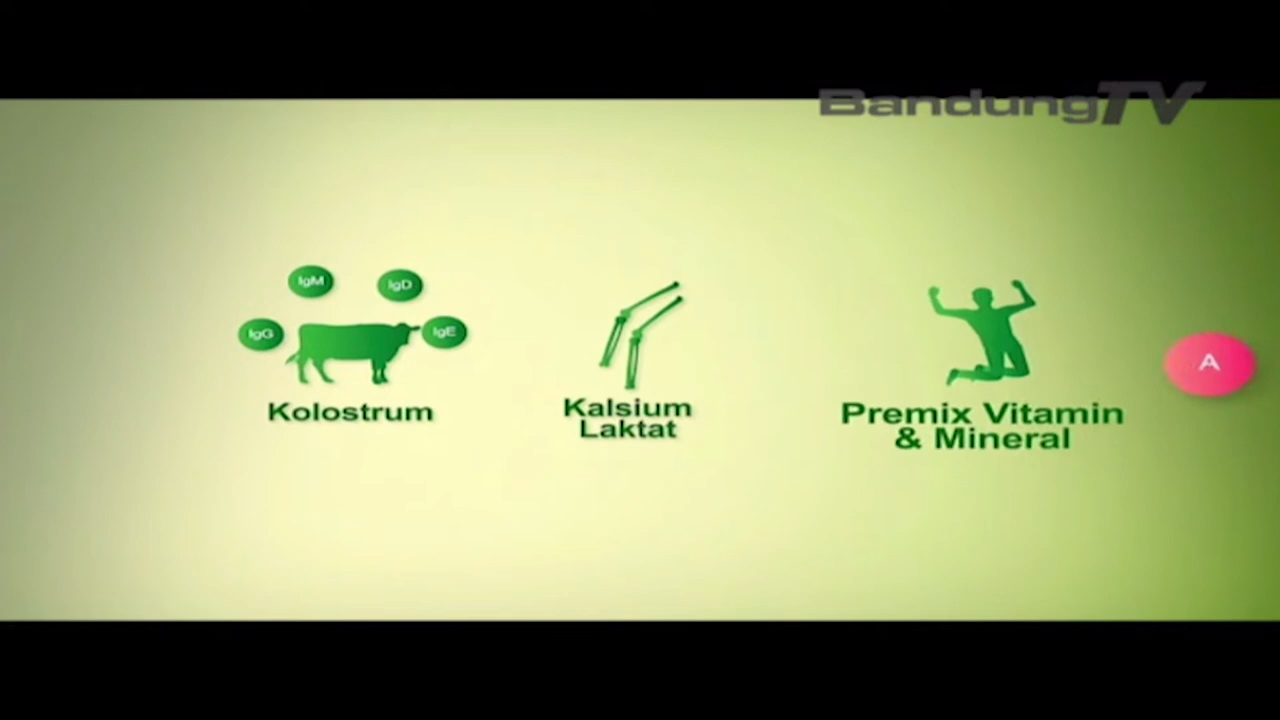 BandungTV
IgM
IgD
IgG
IgE
A
Kolostrum
Kalsium
Laktat
Premix Vitamin
& Mineral